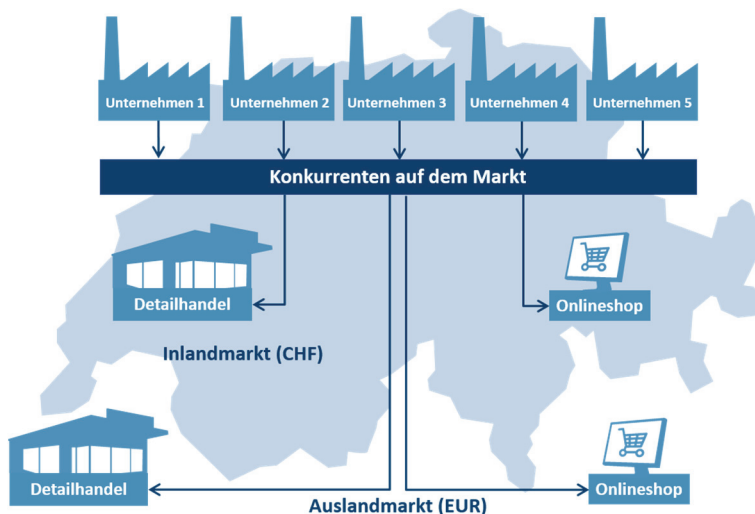 Unternehmen 1
Unternehmen 2
Unternehmen 3
Unternehmen 4
Unternehmen 5
Konkurrenten auf dem Markt
Detailhandel
Onlineshop
Inlandmarkt (CHF)
Detailhandel
Onlineshop
Auslandmarkt (EUR)